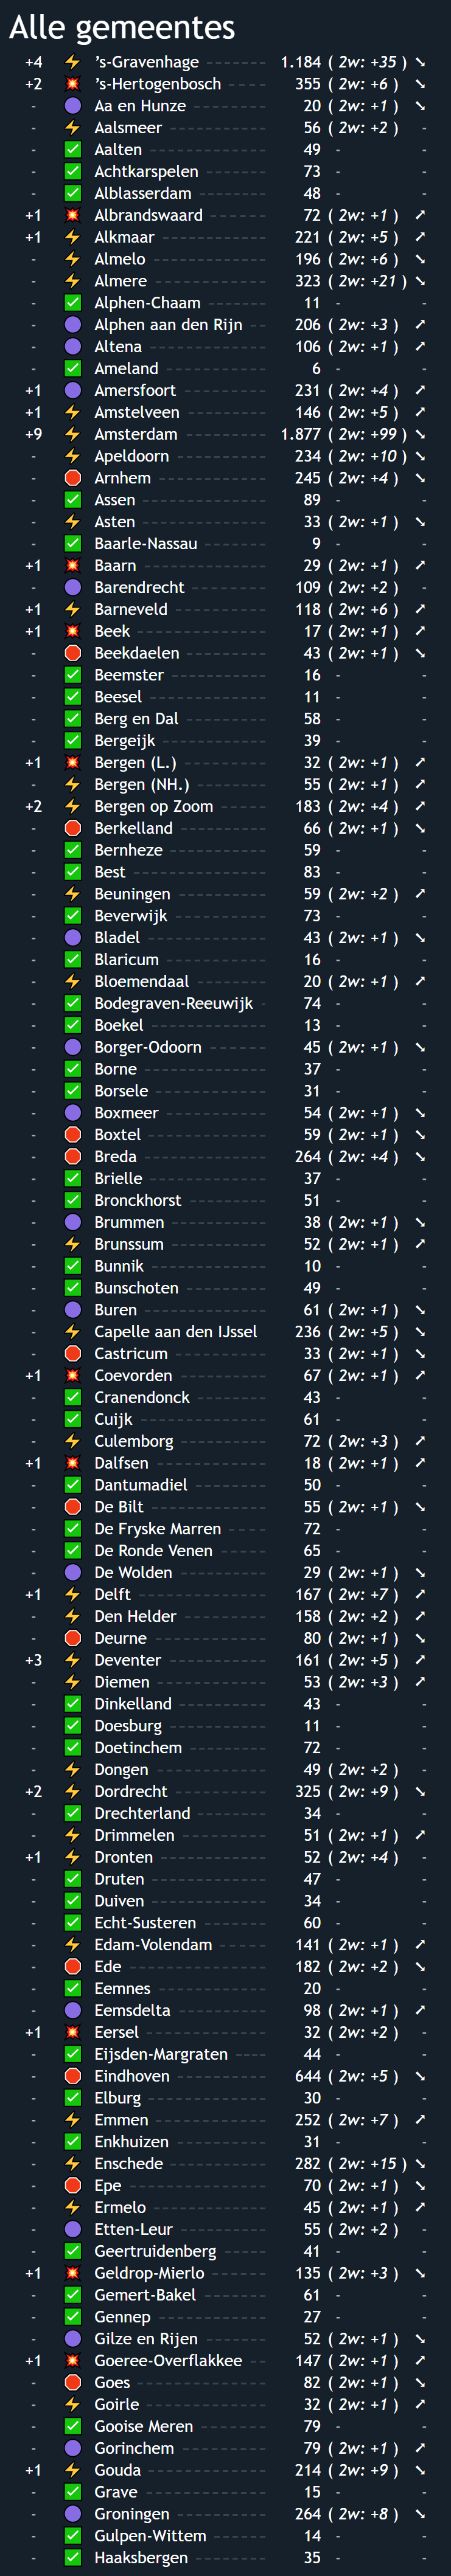 Alle gemeentes
+4 ⚡ ’s-Gravenhage ------ 1.184 ( 2w: +35 ) ➘
+2 💥 ’s-Hertogenbosch ----- 355 ( 2w: +6 ) ➘
- 🟣 Aa en Hunze -------- 20 ( 2w: +1 ) ➘
- ⚡ Aalsmeer ---------- 56 ( 2w: +2 ) -
- ✅ Aalten ------------ 49 - -
- ✅ Achtkarspelen ------- 73 - -
- ✅ Alblasserdam -------- 48 - -
+1 💥 Albrandswaard ------- 72 ( 2w: +1 ) ➚
+1 ⚡ Alkmaar ----------- 221 ( 2w: +5 ) ➚
- ⚡ Almelo ------------ 196 ( 2w: +6 ) ➘
- ⚡ Almere ------------ 323 ( 2w: +21 ) ➘
- ✅ Alphen-Chaam ------- 11 - -
- 🟣 Alphen aan den Rijn --- 206 ( 2w: +3 ) ➚
- 🟣 Altena ------------ 106 ( 2w: +1 ) ➚
- ✅ Ameland ---------- 6 - -
+1 🟣 Amersfoort --------- 231 ( 2w: +4 ) ➚
+1 ⚡ Amstelveen --------- 146 ( 2w: +5 ) ➚
+9 ⚡ Amsterdam --------- 1.877 ( 2w: +99 ) ➘
- ⚡ Apeldoorn ---------- 234 ( 2w: +10 ) ➘
- 🛑 Arnhem ----------- 245 ( 2w: +4 ) ➘
- ✅ Assen ------------- 89 - -
- ⚡ Asten ------------- 33 ( 2w: +1 ) ➘
- ✅ Baarle-Nassau ------- 9 - -
+1 💥 Baarn ------------- 29 ( 2w: +1 ) ➚
- 🟣 Barendrecht -------- 109 ( 2w: +2 ) -
+1 ⚡ Barneveld ---------- 118 ( 2w: +6 ) ➚
+1 💥 Beek -------------- 17 ( 2w: +1 ) ➚
- 🛑 Beekdaelen --------- 43 ( 2w: +1 ) ➘
- ✅ Beemster ---------- 16 - -
- ✅ Beesel ------------ 11 - -
- ✅ Berg en Dal --------- 58 - -
- ✅ Bergeijk ----------- 39 - -
+1 💥 Bergen (L.) --------- 32 ( 2w: +1 ) ➚
- ⚡ Bergen (NH.) -------- 55 ( 2w: +1 ) ➚
+2 ⚡ Bergen op Zoom ------ 183 ( 2w: +4 ) ➚
- 🛑 Berkelland ---------- 66 ( 2w: +1 ) ➘
- ✅ Bernheze ---------- 59 - -
- ✅ Best -------------- 83 - -
- ⚡ Beuningen ---------- 59 ( 2w: +2 ) ➚
- ✅ Beverwijk ---------- 73 - -
- 🟣 Bladel ------------ 43 ( 2w: +1 ) ➘
- ✅ Blaricum ----------- 16 - -
- ⚡ Bloemendaal -------- 20 ( 2w: +1 ) ➚
- ✅ Bodegraven-Reeuwijk - 74 - -
- ✅ Boekel ------------ 13 - -
- 🟣 Borger-Odoorn ------- 45 ( 2w: +1 ) ➘
- ✅ Borne ------------- 37 - -
- ✅ Borsele ------------ 31 - -
- 🟣 Boxmeer ----------- 54 ( 2w: +1 ) ➘
- 🛑 Boxtel ------------- 59 ( 2w: +1 ) ➘
- 🛑 Breda ------------- 264 ( 2w: +4 ) ➘
- ✅ Brielle ------------ 37 - -
- ✅ Bronckhorst -------- 51 - -
- 🟣 Brummen ---------- 38 ( 2w: +1 ) ➘
- ⚡ Brunssum ---------- 52 ( 2w: +1 ) ➚
- ✅ Bunnik ------------ 10 - -
- ✅ Bunschoten --------- 49 - -
- 🟣 Buren ------------- 61 ( 2w: +1 ) ➘
- ⚡ Capelle aan den IJssel 236 ( 2w: +5 ) ➘
- 🛑 Castricum ---------- 33 ( 2w: +1 ) ➘
+1 💥 Coevorden --------- 67 ( 2w: +1 ) ➚
- ✅ Cranendonck -------- 43 - -
- ✅ Cuijk ------------- 61 - -
- ⚡ Culemborg ---------- 72 ( 2w: +3 ) ➚
+1 💥 Dalfsen ------------ 18 ( 2w: +1 ) ➚
- ✅ Dantumadiel -------- 50 - -
- 🛑 De Bilt ------------ 55 ( 2w: +1 ) ➘
- ✅ De Fryske Marren ----- 72 - -
- ✅ De Ronde Venen ------ 65 - -
- 🟣 De Wolden ---------- 29 ( 2w: +1 ) ➘
+1 ⚡ Delft ------------- 167 ( 2w: +7 ) ➚
- ⚡ Den Helder --------- 158 ( 2w: +2 ) ➚
- 🛑 Deurne ------------ 80 ( 2w: +1 ) ➘
+3 ⚡ Deventer ---------- 161 ( 2w: +5 ) ➚
- ⚡ Diemen ----------- 53 ( 2w: +3 ) ➚
- ✅ Dinkelland --------- 43 - -
- ✅ Doesburg ---------- 11 - -
- ✅ Doetinchem --------- 72 - -
- ⚡ Dongen ------------ 49 ( 2w: +2 ) -
+2 ⚡ Dordrecht ---------- 325 ( 2w: +9 ) ➘
- ✅ Drechterland -------- 34 - -
- ⚡ Drimmelen --------- 51 ( 2w: +1 ) ➚
+1 ⚡ Dronten ----------- 52 ( 2w: +4 ) -
- ✅ Druten ------------ 47 - -
- ✅ Duiven ------------ 34 - -
- ✅ Echt-Susteren ------- 60 - -
- ⚡ Edam-Volendam ------ 141 ( 2w: +1 ) ➚
- 🛑 Ede --------------- 182 ( 2w: +2 ) ➘
- ✅ Eemnes ----------- 20 - -
- 🟣 Eemsdelta ---------- 98 ( 2w: +1 ) ➚
+1 💥 Eersel ------------ 32 ( 2w: +2 ) -
- ✅ Eijsden-Margraten ---- 44 - -
- 🛑 Eindhoven ---------- 644 ( 2w: +5 ) ➘
- ✅ Elburg ------------ 30 - -
- ⚡ Emmen ------------ 252 ( 2w: +7 ) ➚
- ✅ Enkhuizen ---------- 31 - -
- ⚡ Enschede ---------- 282 ( 2w: +15 ) ➘
- 🛑 Epe --------------- 70 ( 2w: +1 ) ➘
- ⚡ Ermelo ------------ 45 ( 2w: +1 ) ➚
- 🟣 Etten-Leur ---------- 55 ( 2w: +2 ) -
- ✅ Geertruidenberg ----- 41 - -
+1 💥 Geldrop-Mierlo ------- 135 ( 2w: +3 ) ➘
- ✅ Gemert-Bakel ------- 61 - -
- ✅ Gennep ----------- 27 - -
- 🟣 Gilze en Rijen ------- 52 ( 2w: +1 ) ➘
+1 💥 Goeree-Overflakkee --- 147 ( 2w: +1 ) ➚
- 🛑 Goes -------------- 82 ( 2w: +1 ) ➘
- ⚡ Goirle ------------- 32 ( 2w: +1 ) ➚
- ✅ Gooise Meren ------- 79 - -
- 🟣 Gorinchem --------- 79 ( 2w: +1 ) ➚
+1 ⚡ Gouda ------------ 214 ( 2w: +9 ) ➘
- ✅ Grave ------------- 15 - -
- 🟣 Groningen ---------- 264 ( 2w: +8 ) ➘
- ✅ Gulpen-Wittem ------ 14 - -
- ✅ Haaksbergen -------- 35 - -